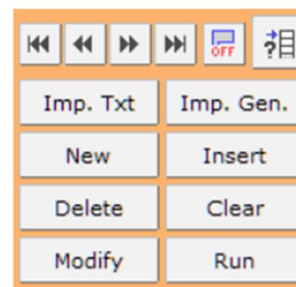 OFF ?
Imp. Txt Imp. Gen.
New Insert
Delete Clear
Modify Run